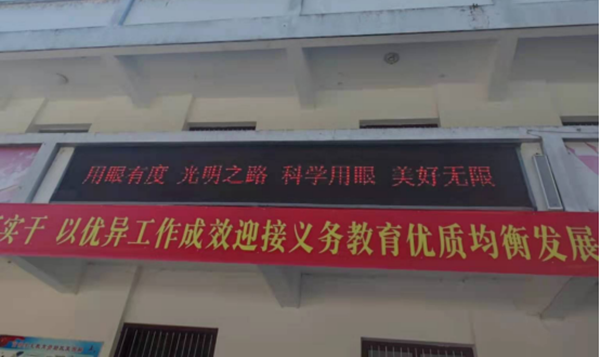 用眼有度 光明之路 科学用眼 美好无限
实干 以优异工作成效迎接义务教育优质均衡发展